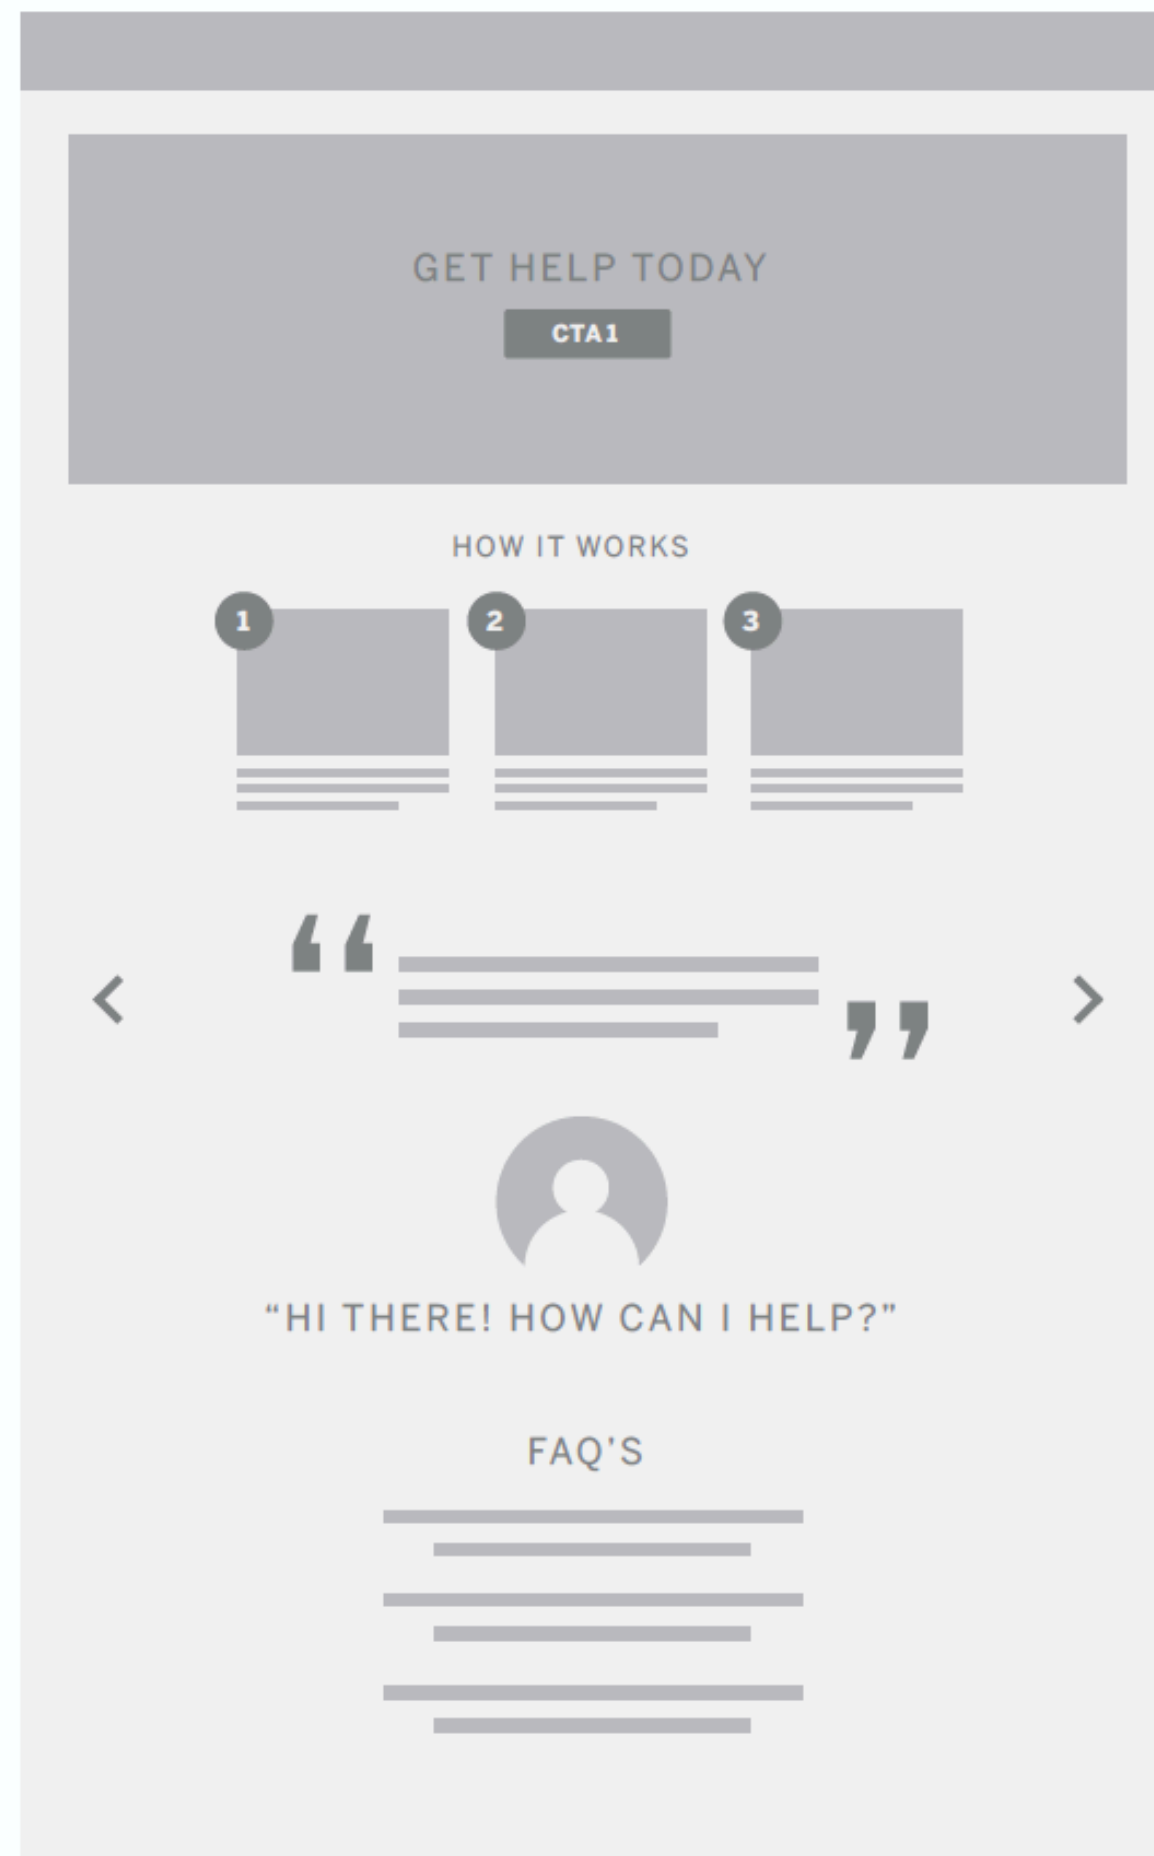 GET HELP TODAY
CTA1
HOW IT WORKS
1 2 3
“ ”
“HI THERE! HOW CAN I HELP?”
FAQ'S